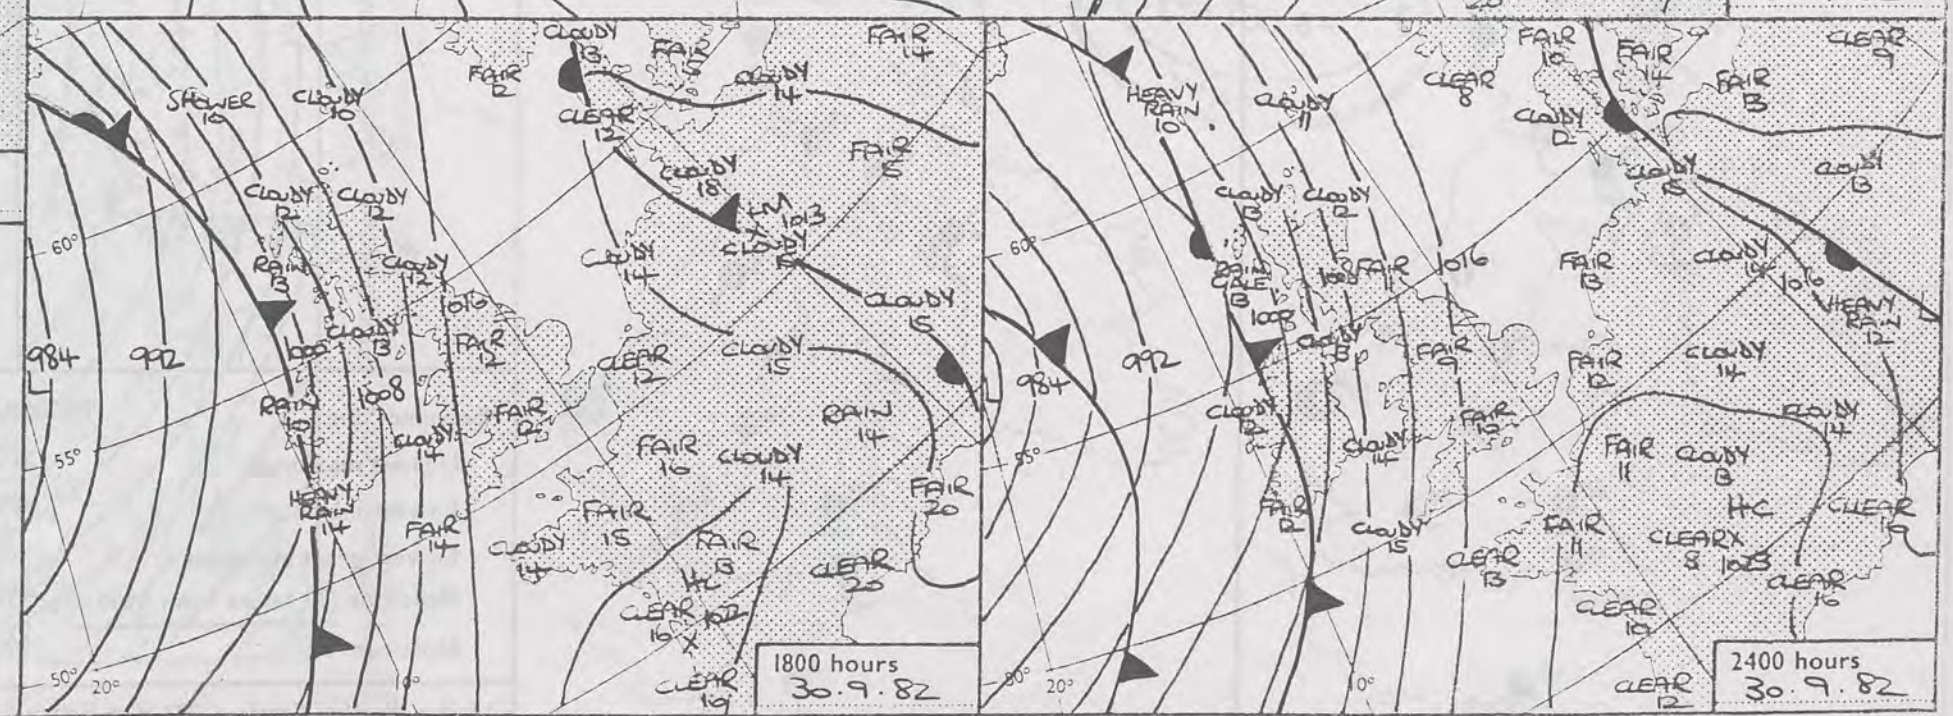 CLOUDY
13
FAIR
15
FAIR
14
FAIR
12
CLOUDY
14
SHOWER
10
CLOUDY
10
CLEAR
12
FAIR
15
CLOUDY
18
CLOUDY
12
CLOUDY
12
1013
CLOUDY
60°
RAIN
13
CLOUDY
12
CLOUDY
14
1016
CLOUDY
15
984
L
992
1000
CLOUDY
13
FAIR
12
CLEAR
12
CLOUDY
15
1008
RAIN
10
FAIR
12
RAIN
14
CLOUDY
14
FAIR
16
CLOUDY
14
55°
HEAVY
RAIN
14
FAIR
20
FAIR
14
FAIR
15
CLOUDY
14
FAIR
13
CLEAR
20
HC
CLEAR
16
1022
X
CLEAR
16
50°
20°
10°
1800 hours
30.9.82
FAIR
10
FAIR
14
CLEAR
9
CLEAR
8
FAIR
13
HEAVY
RAIN
10
CLOUDY
11
CLOUDY
12
CLOUDY
15
CLOUDY
13
CLOUDY
13
CLOUDY
12
60°
RAIN
GALE
13
1008
FAIR
11
1016
FAIR
13
CLOUDY
14
1016
HEAVY
RAIN
12
1008
CLOUDY
13
FAIR
9
992
984
L
FAIR
12
CLOUDY
14
CLOUDY
12
FAIR
12
CLOUDY
14
55°
CLOUDY
14
FAIR
11
CLOUDY
13
HC
FAIR
12
CLOUDY
15
FAIR
11
CLEAR
16
CLEAR
13
CLEAR X
8
1023
CLEAR
16
CLEAR
10
CLEAR
12
50°
20°
10°
2400 hours
30.9.82